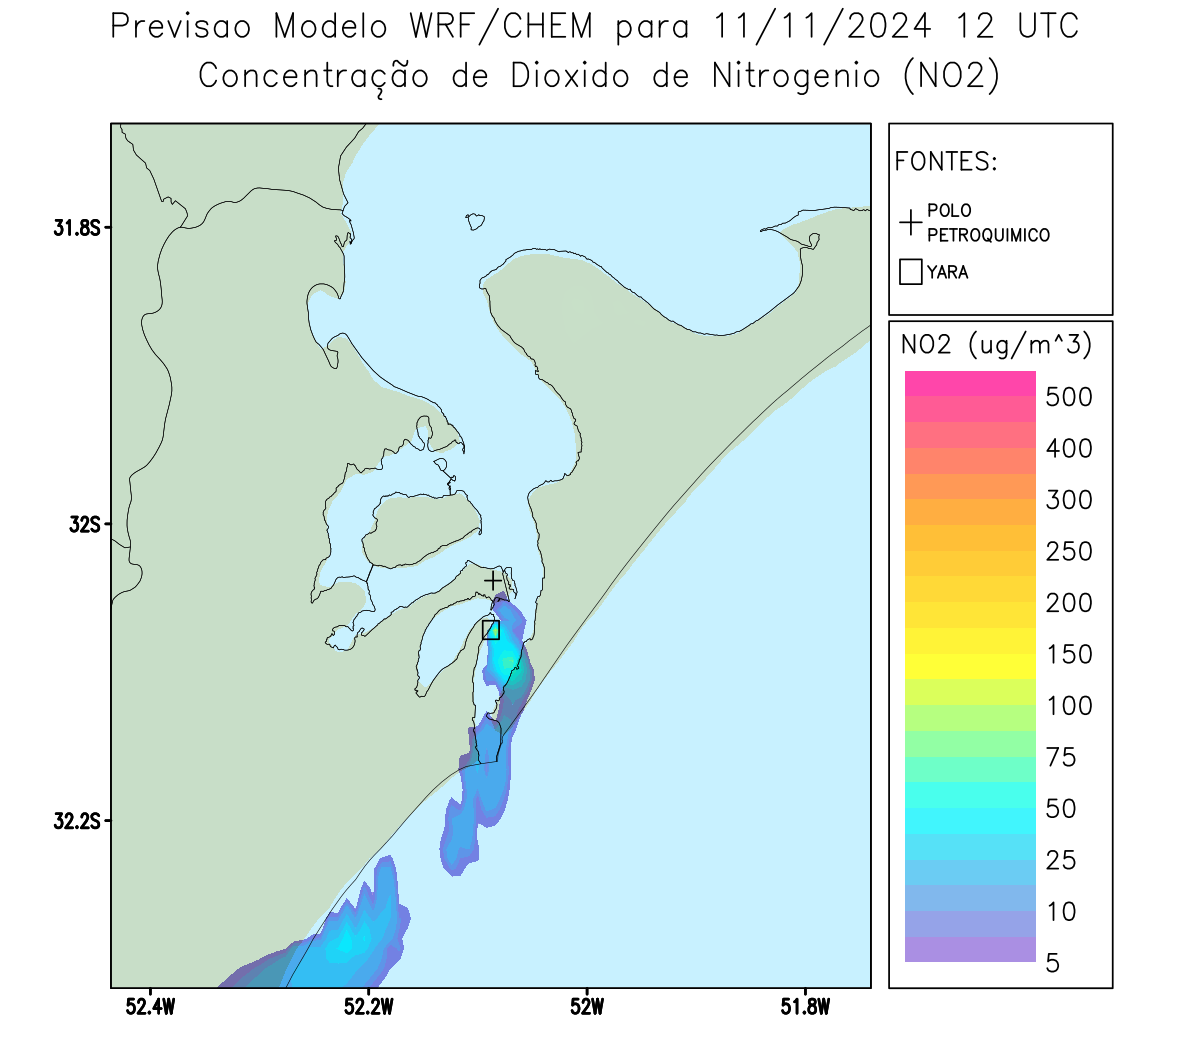 Previsao Modelo WRF/CHEM para 11/11/2024 12 UTC
Concentração de Dioxido de Nitrogenio (NO2)
FONTES:
POLO
PETROQUIMICO
YARA
NO2 (ug/m^3)
500
400
300
250
200
150
100
75
50
25
10
5
31.8S
32S
32.2S
52.4W
52.2W
52W
51.8W